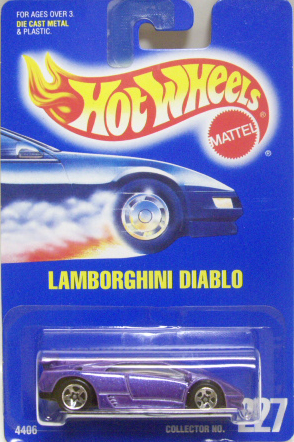 FOR AGES OVER 3.
DIE CAST METAL
& PLASTIC.
HOT WHEELS
®
MATTEL
®
LAMBORGHINI DIABLO
4406
COLLECTOR NO.
227